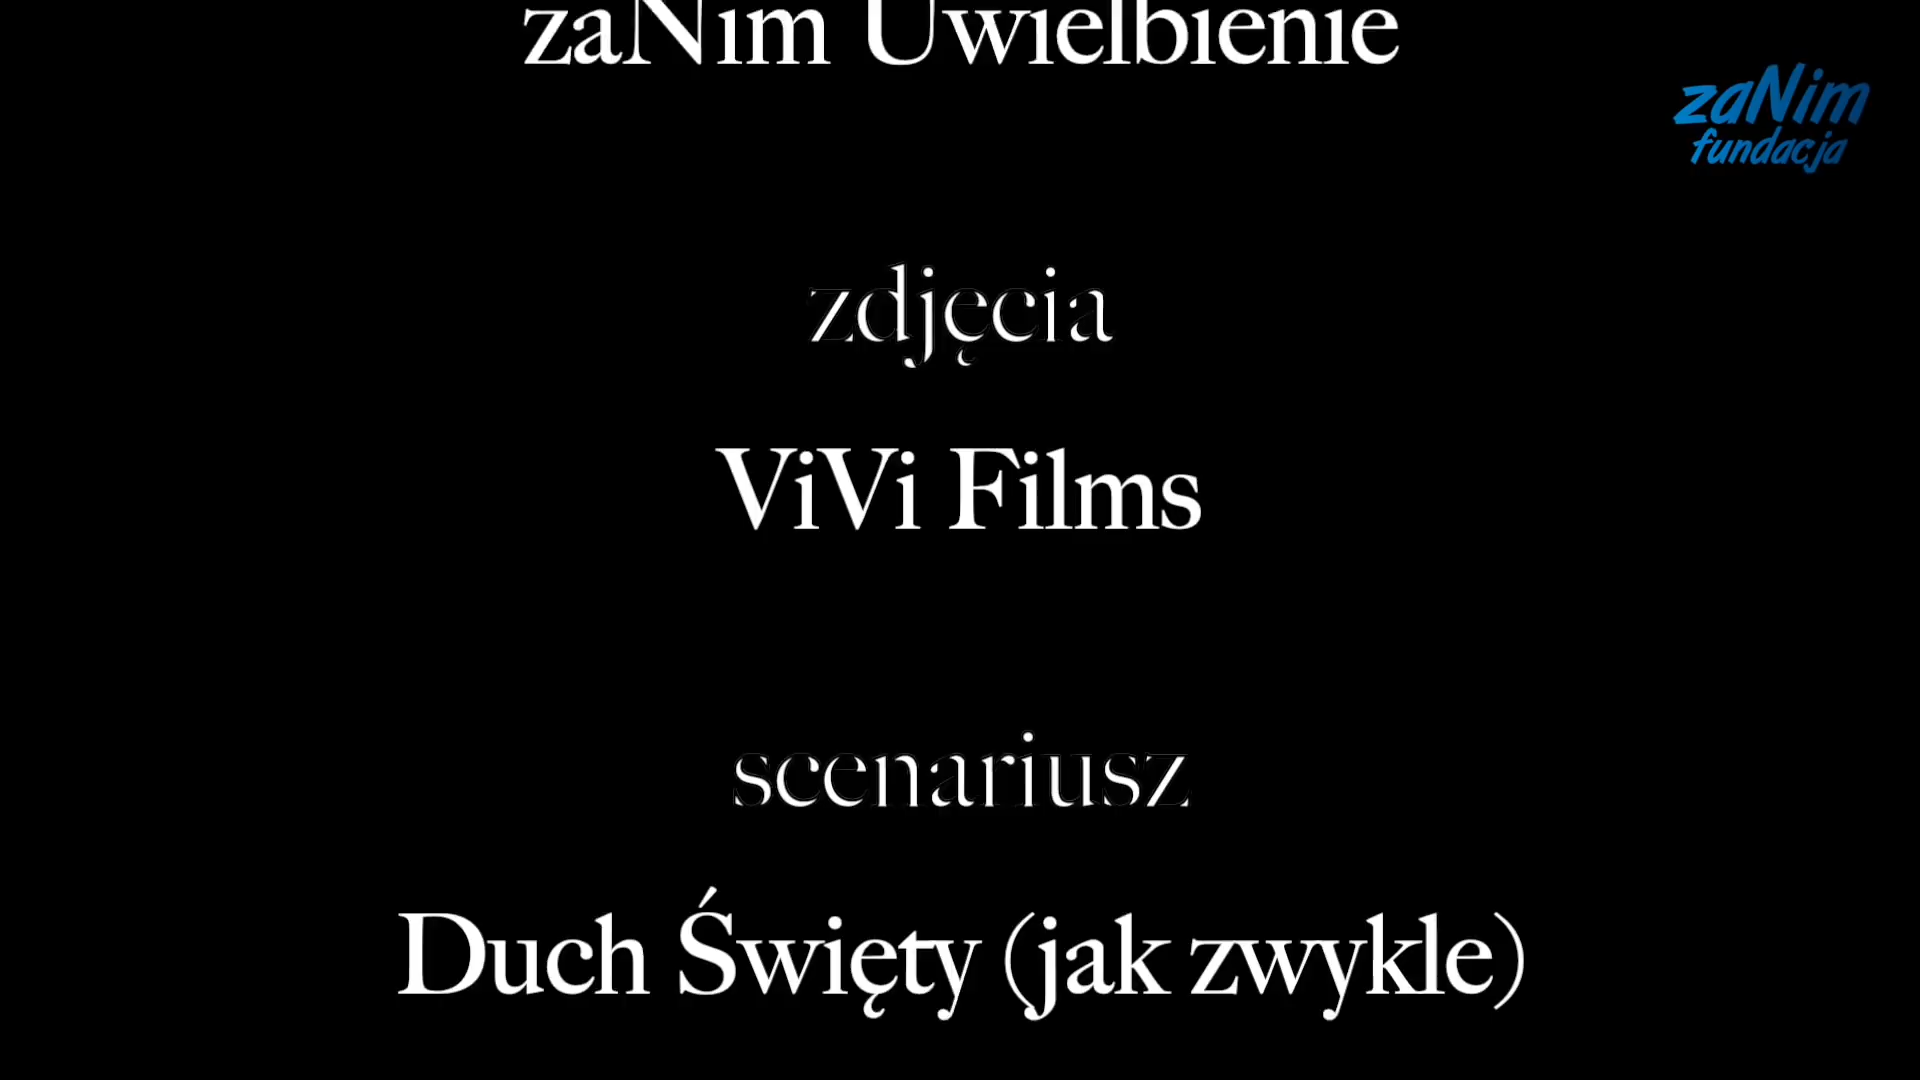 zaNim Uwielbienie
zaNim
fundacja
zdjęcia
ViVi Films
scenariusz
Duch Święty (jak zwykle)